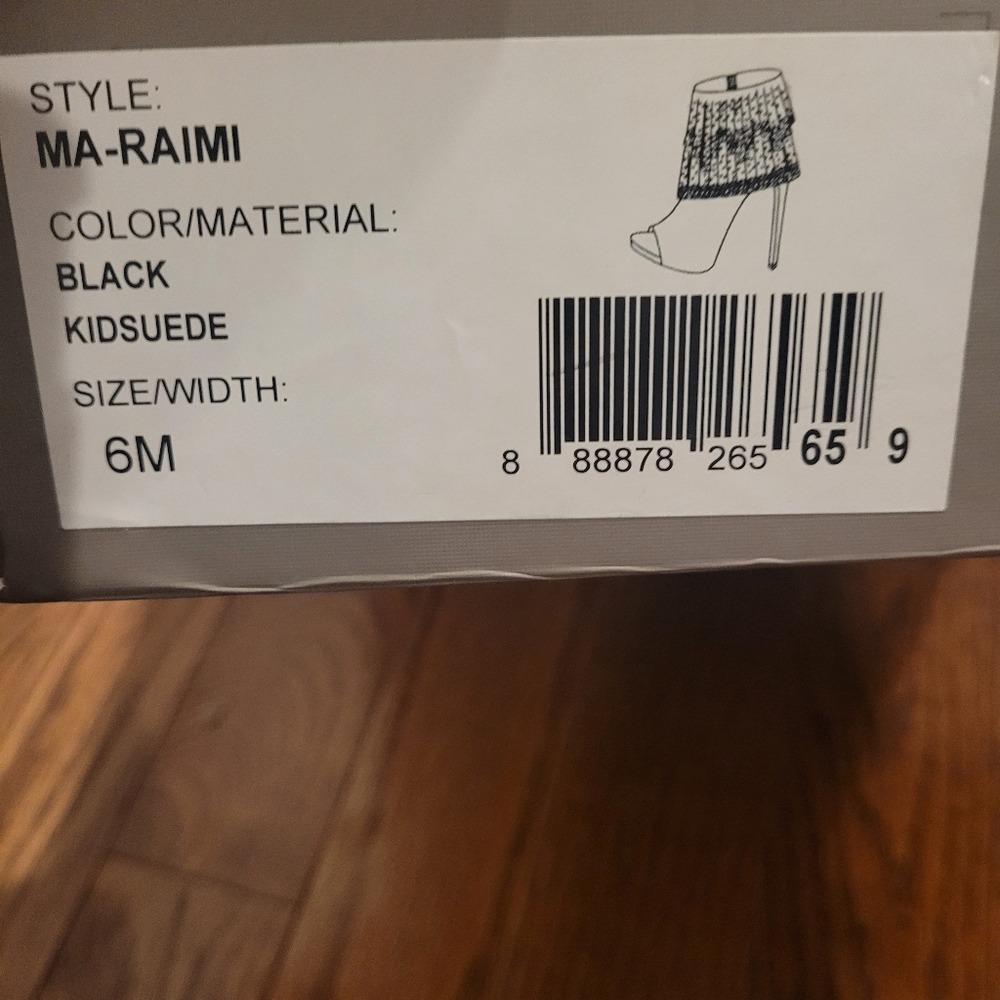 STYLE:
MA-RAIMI
COLOR/MATERIAL:
BLACK
KIDSUEDE
SIZE/WIDTH:
6M
8 88878 265 65 9